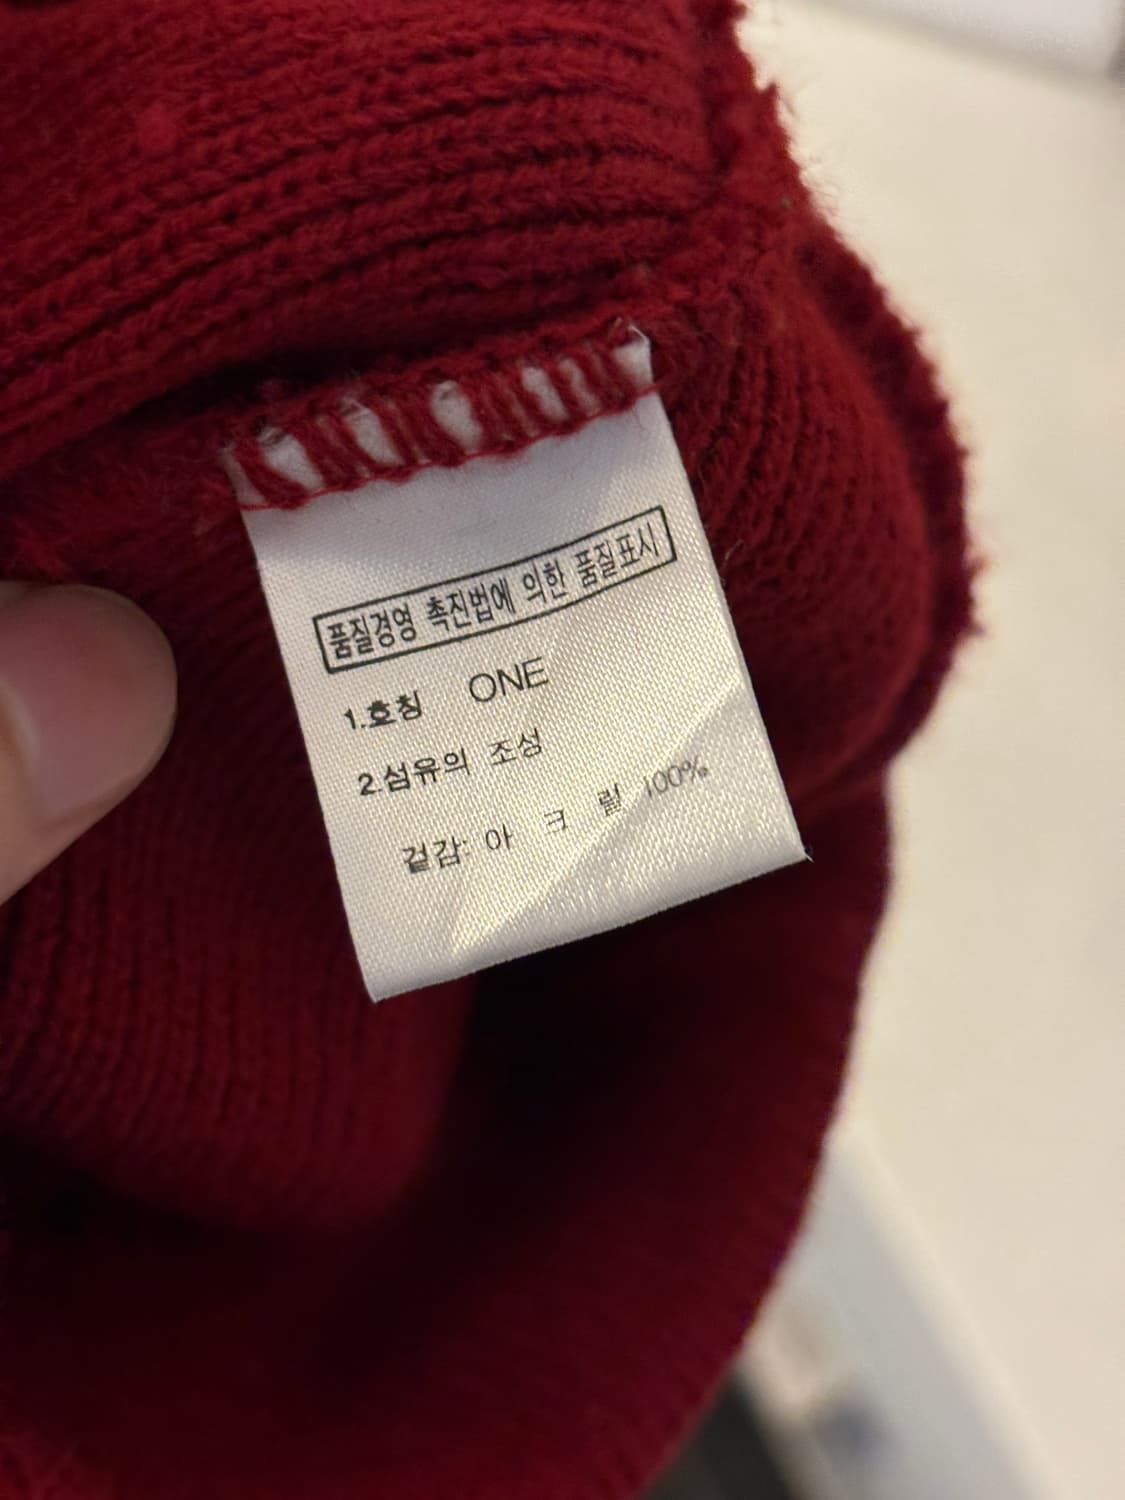 품질경영 촉진법에 의한 품질표시
1.호칭 ONE
2.섬유의 조성
겉감: 아 크 릴 100%